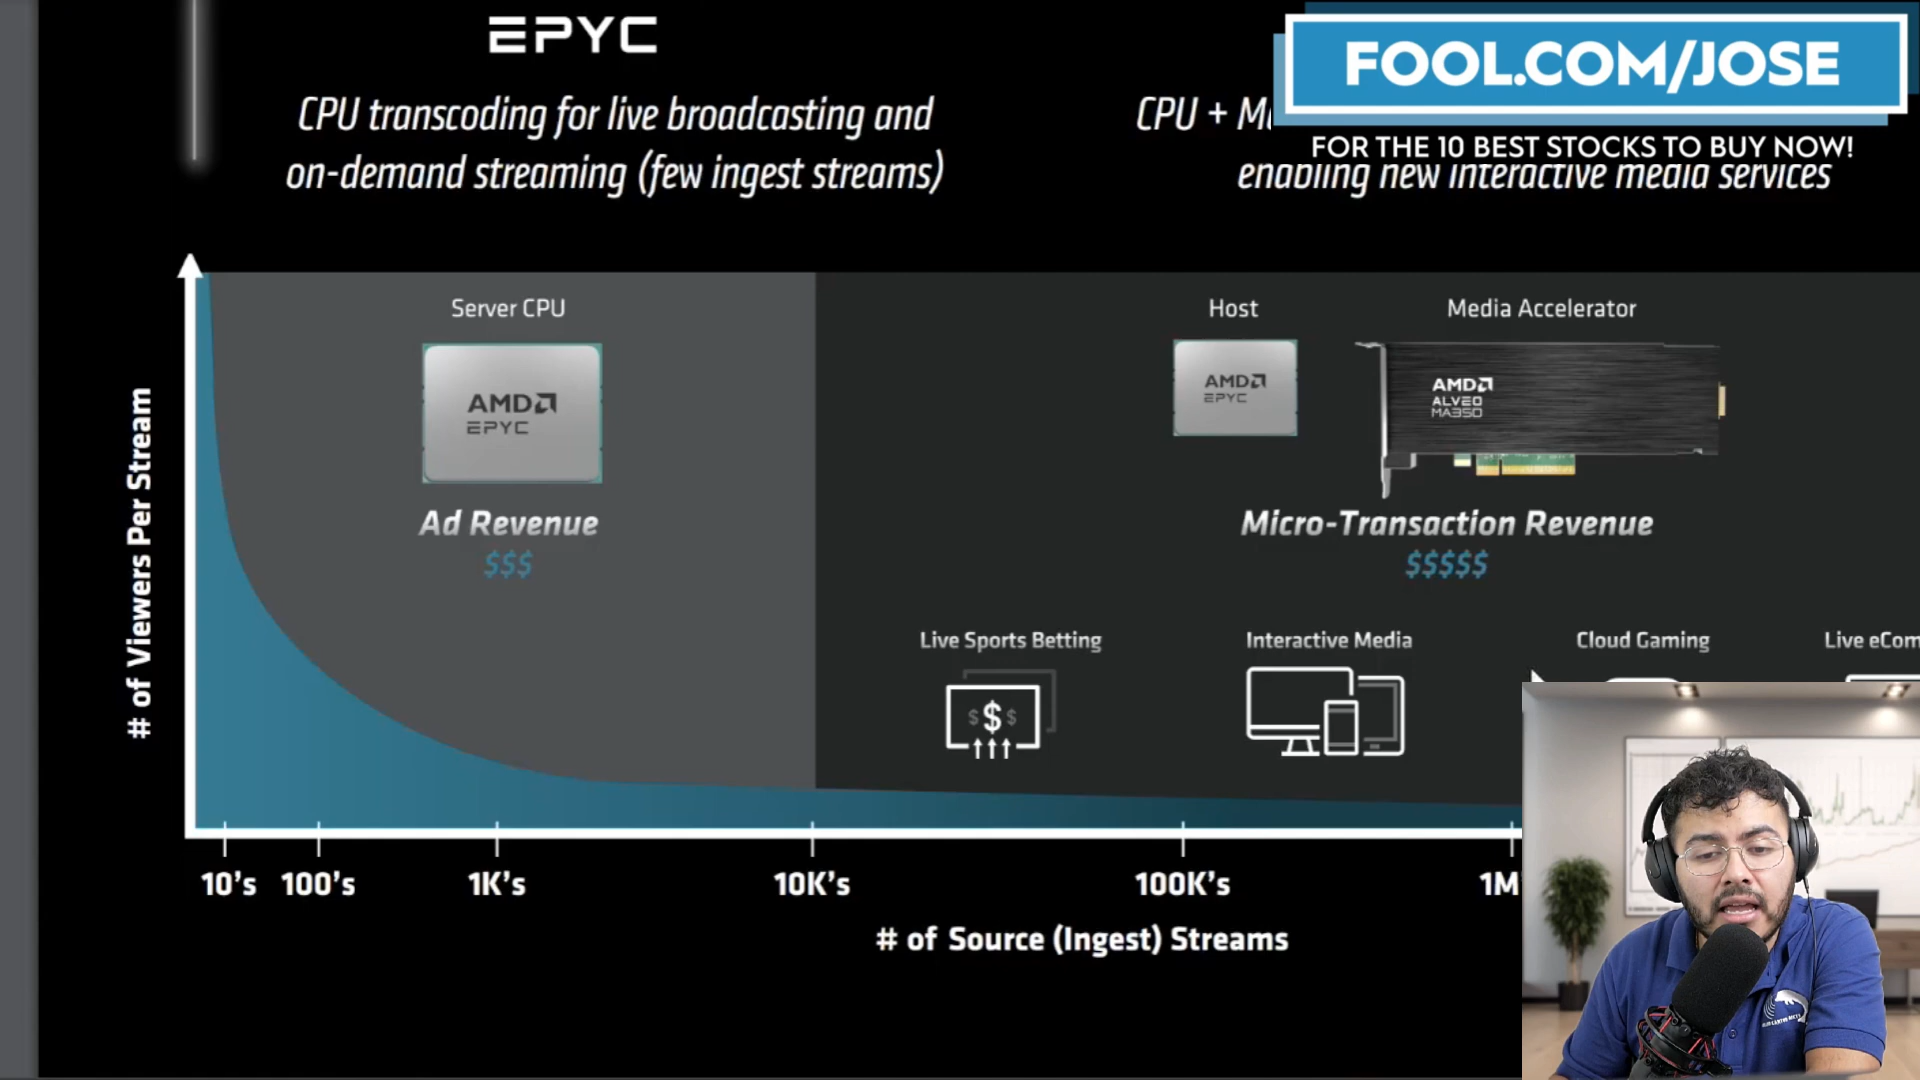 EPYC
CPU transcoding for live broadcasting and
on-demand streaming (few ingest streams)
FOOL.COM/JOSE
CPU +
FOR THE 10 BEST STOCKS TO BUY NOW!
enabling new interactive media services
Server CPU
AMD
EPYC
Ad Revenue
$$$
Host
AMD
EPYC
Media Accelerator
AMD
ALVEO
MA35D
Micro-Transaction Revenue
$$$$$
Live Sports Betting
$ $ $
Interactive Media
Cloud Gaming
Live eCom
# of Viewers Per Stream
10's 100's 1K's 10K's 100K's 1M
# of Source (Ingest) Streams